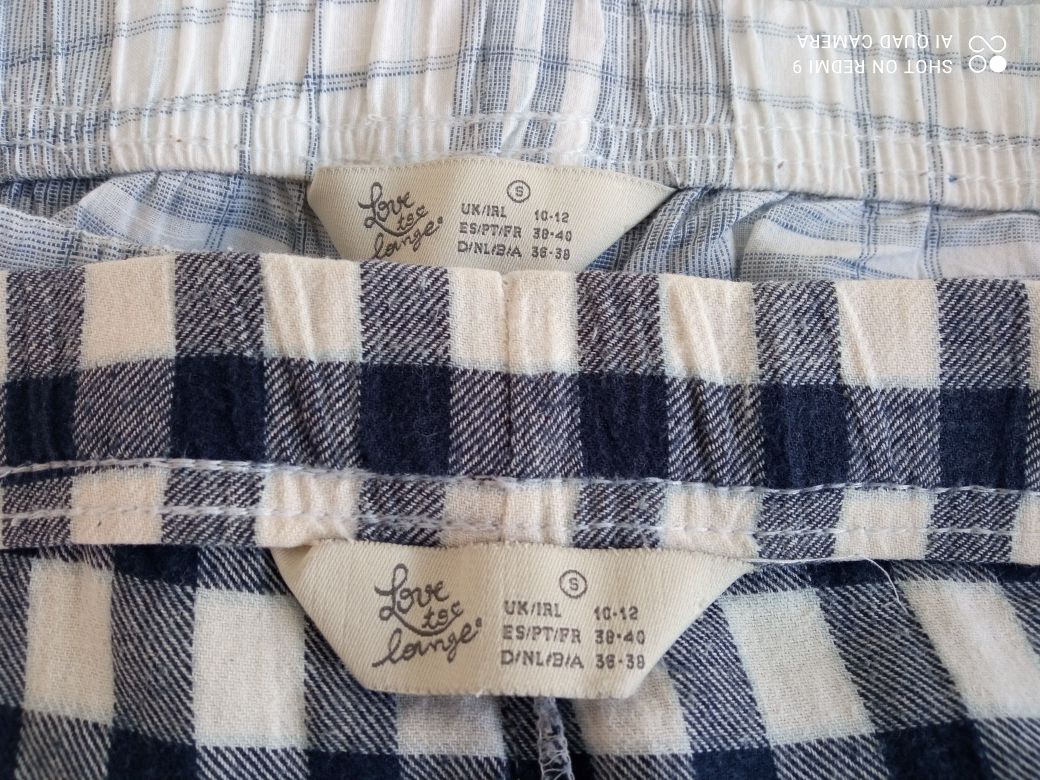 SHOT ON REDMI 9
AI QUAD CAMERA
Love
to
lounge
S
UK/IRL 10-12
ES/PT/FR 38-40
D/NL/B/A 36-38
Love
to
lounge
S
UK/IRL 10-12
ES/PT/FR 38-40
D/NL/B/A 36-38